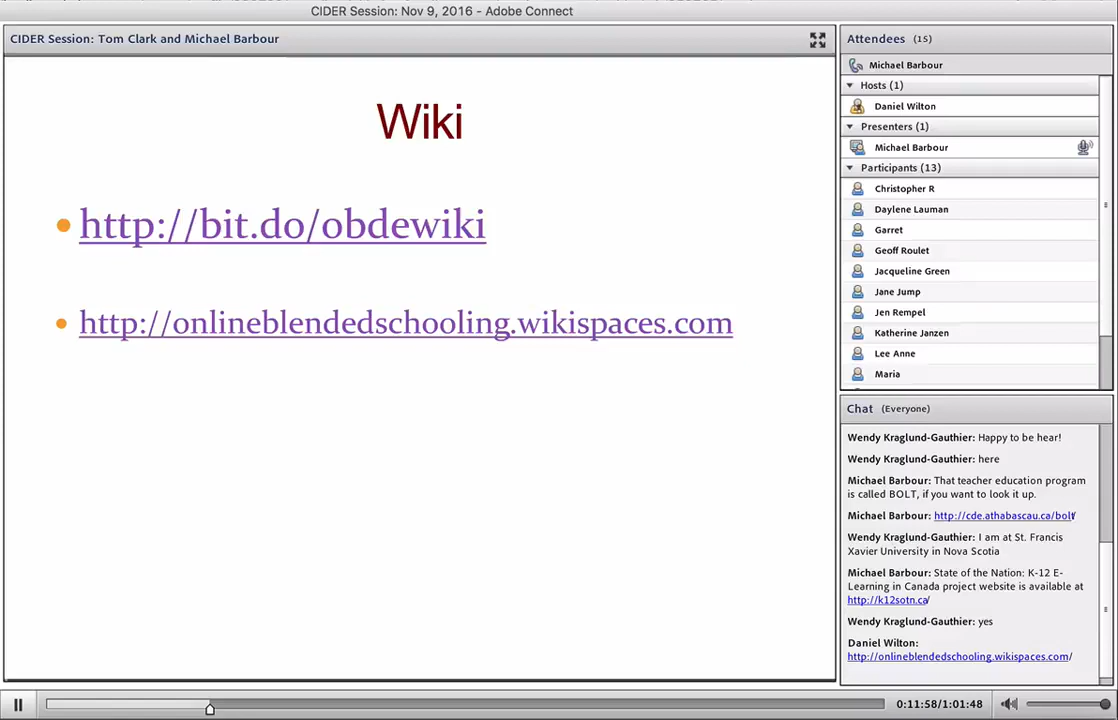 CIDER Session: Nov 9, 2016 - Adobe Connect
CIDER Session: Tom Clark and Michael Barbour
Wiki
http://bit.do/obdewiki
http://onlineblendedschooling.wikispaces.com
Attendees (15)
Michael Barbour
Hosts (1)
Daniel Wilton
Presenters (1)
Michael Barbour
Participants (13)
Christopher R
Daylene Lauman
Garret
Geoff Roulet
Jacqueline Green
Jane Jump
Jen Rempel
Katherine Janzen
Lee Anne
Maria
Chat (Everyone)
Wendy Kraglund-Gauthier: Happy to be hear!
Wendy Kraglund-Gauthier: here
Michael Barbour: That teacher education program
is called BOLT, if you want to look it up.
Michael Barbour: http://cde.athabascau.ca/bolt/
Wendy Kraglund-Gauthier: I am at St. Francis
Xavier University in Nova Scotia
Michael Barbour: State of the Nation: K-12 E-
Learning in Canada project website is available at
http://k12sotn.ca/
Wendy Kraglund-Gauthier: yes
Daniel Wilton:
http://onlineblendedschooling.wikispaces.com/
0:11:58/1:01:48